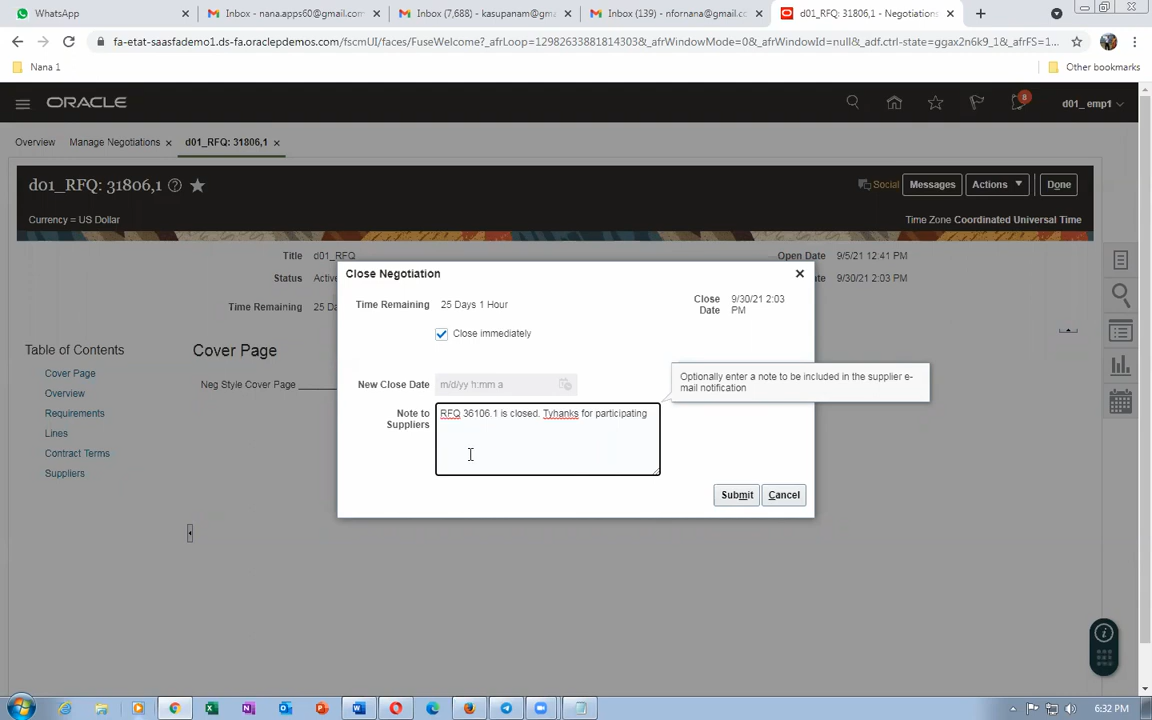 WhatsApp
Inbox - nana.apps60@gmail.com
Inbox (7,688) - kasupanam@gma
Inbox (139) - nfornana@gmail.cc
d01_RFQ: 31806,1 - Negotiations
fa-etat-saasfademo1.ds-fa.oraclepdemos.com/fscmUI/faces/FuseWelcome?_afrLoop=12982633881814303&_afrWindowMode=0&_afrWindowId=null&_adf.ctrl-state=ggax2n6k9_1&_afrFS=1...
Nana 1
Other bookmarks
ORACLE
8
d01_ emp1
Overview
Manage Negotiations
d01_RFQ: 31806,1
d01_RFQ: 31806,1
Social
Messages
Actions
Done
Currency = US Dollar
Time Zone Coordinated Universal Time
Title d01_RFQ
Open Date 9/5/21 12:41 PM
Status Active
9/30/21 2:03 PM
Time Remaining 25 Da
Table of Contents
Cover Page
Overview
Requirements
Lines
Contract Terms
Suppliers
Cover Page
Neg Style Cover Page
Close Negotiation
Time Remaining 25 Days 1 Hour
Close Date 9/30/21 2:03 PM
Close immediately
New Close Date m/d/yy h:mm a
Note to Suppliers
RFQ 36106.1 is closed. Tyhanks for participating
Optionally enter a note to be included in the supplier e-
mail notification
Submit
Cancel
6:32 PM